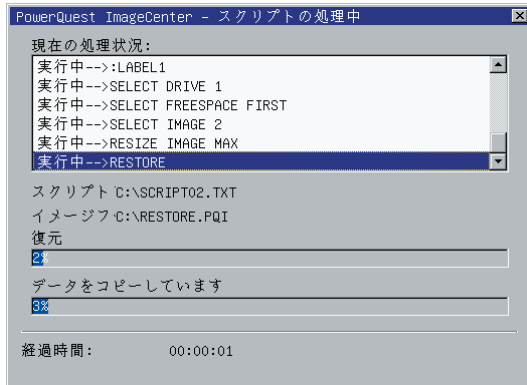 PowerQuest ImageCenter - スクリプトの処理中
現在の処理状況:
実行中-->:LABEL1
実行中-->SELECT DRIVE 1
実行中-->SELECT FREESPACE FIRST
実行中-->SELECT IMAGE 2
実行中-->RESIZE IMAGE MAX
実行中-->RESTORE
スクリプト C:\SCRIPT02.TXT
イメージフ C:\RESTORE.PQI
復元
2%
データをコピーしています
3%
経過時間: 00:00:01